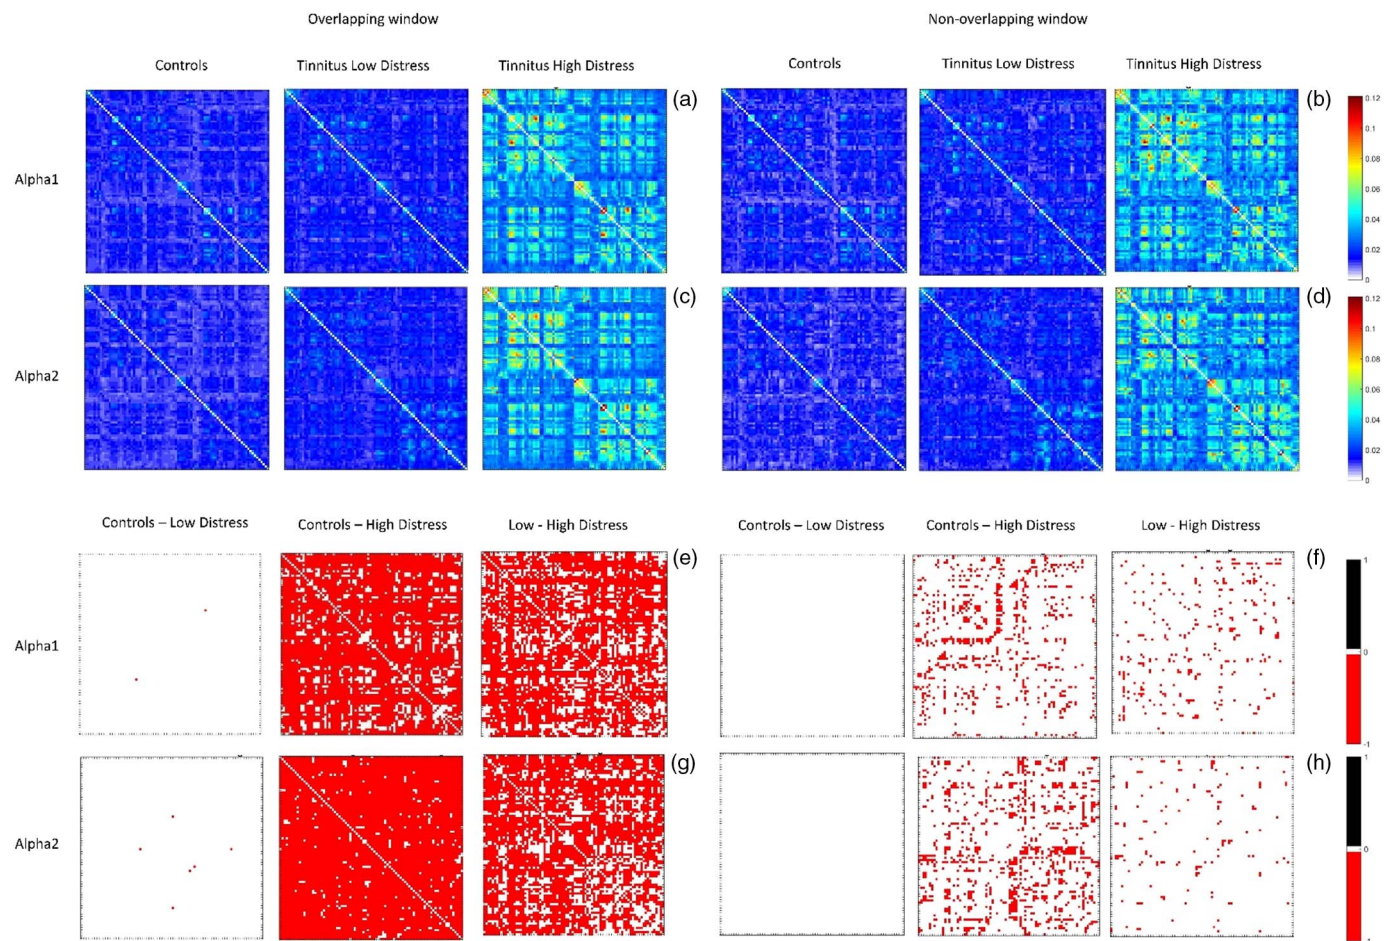 Overlapping window
Non-overlapping window
Controls
Tinnitus Low Distress
Tinnitus High Distress
Controls
Tinnitus Low Distress
Tinnitus High Distress
Alpha1
(a)
(b)
0.12
0.1
0.08
0.06
0.04
0.02
0
Alpha2
(c)
(d)
0.12
0.1
0.08
0.06
0.04
0.02
0
Controls – Low Distress
Controls – High Distress
Low - High Distress
Controls – Low Distress
Controls – High Distress
Low - High Distress
Alpha1
(e)
(f)
1
0
-1
Alpha2
(g)
(h)
1
0
-1